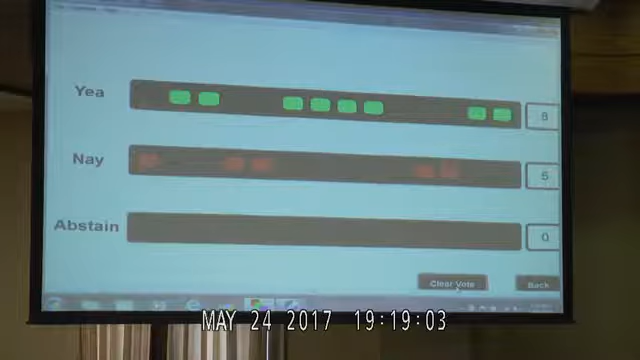 Yea 8
Nay 5
Abstain 0
Clear Vote Back
MAY 24 2017 19:19:03